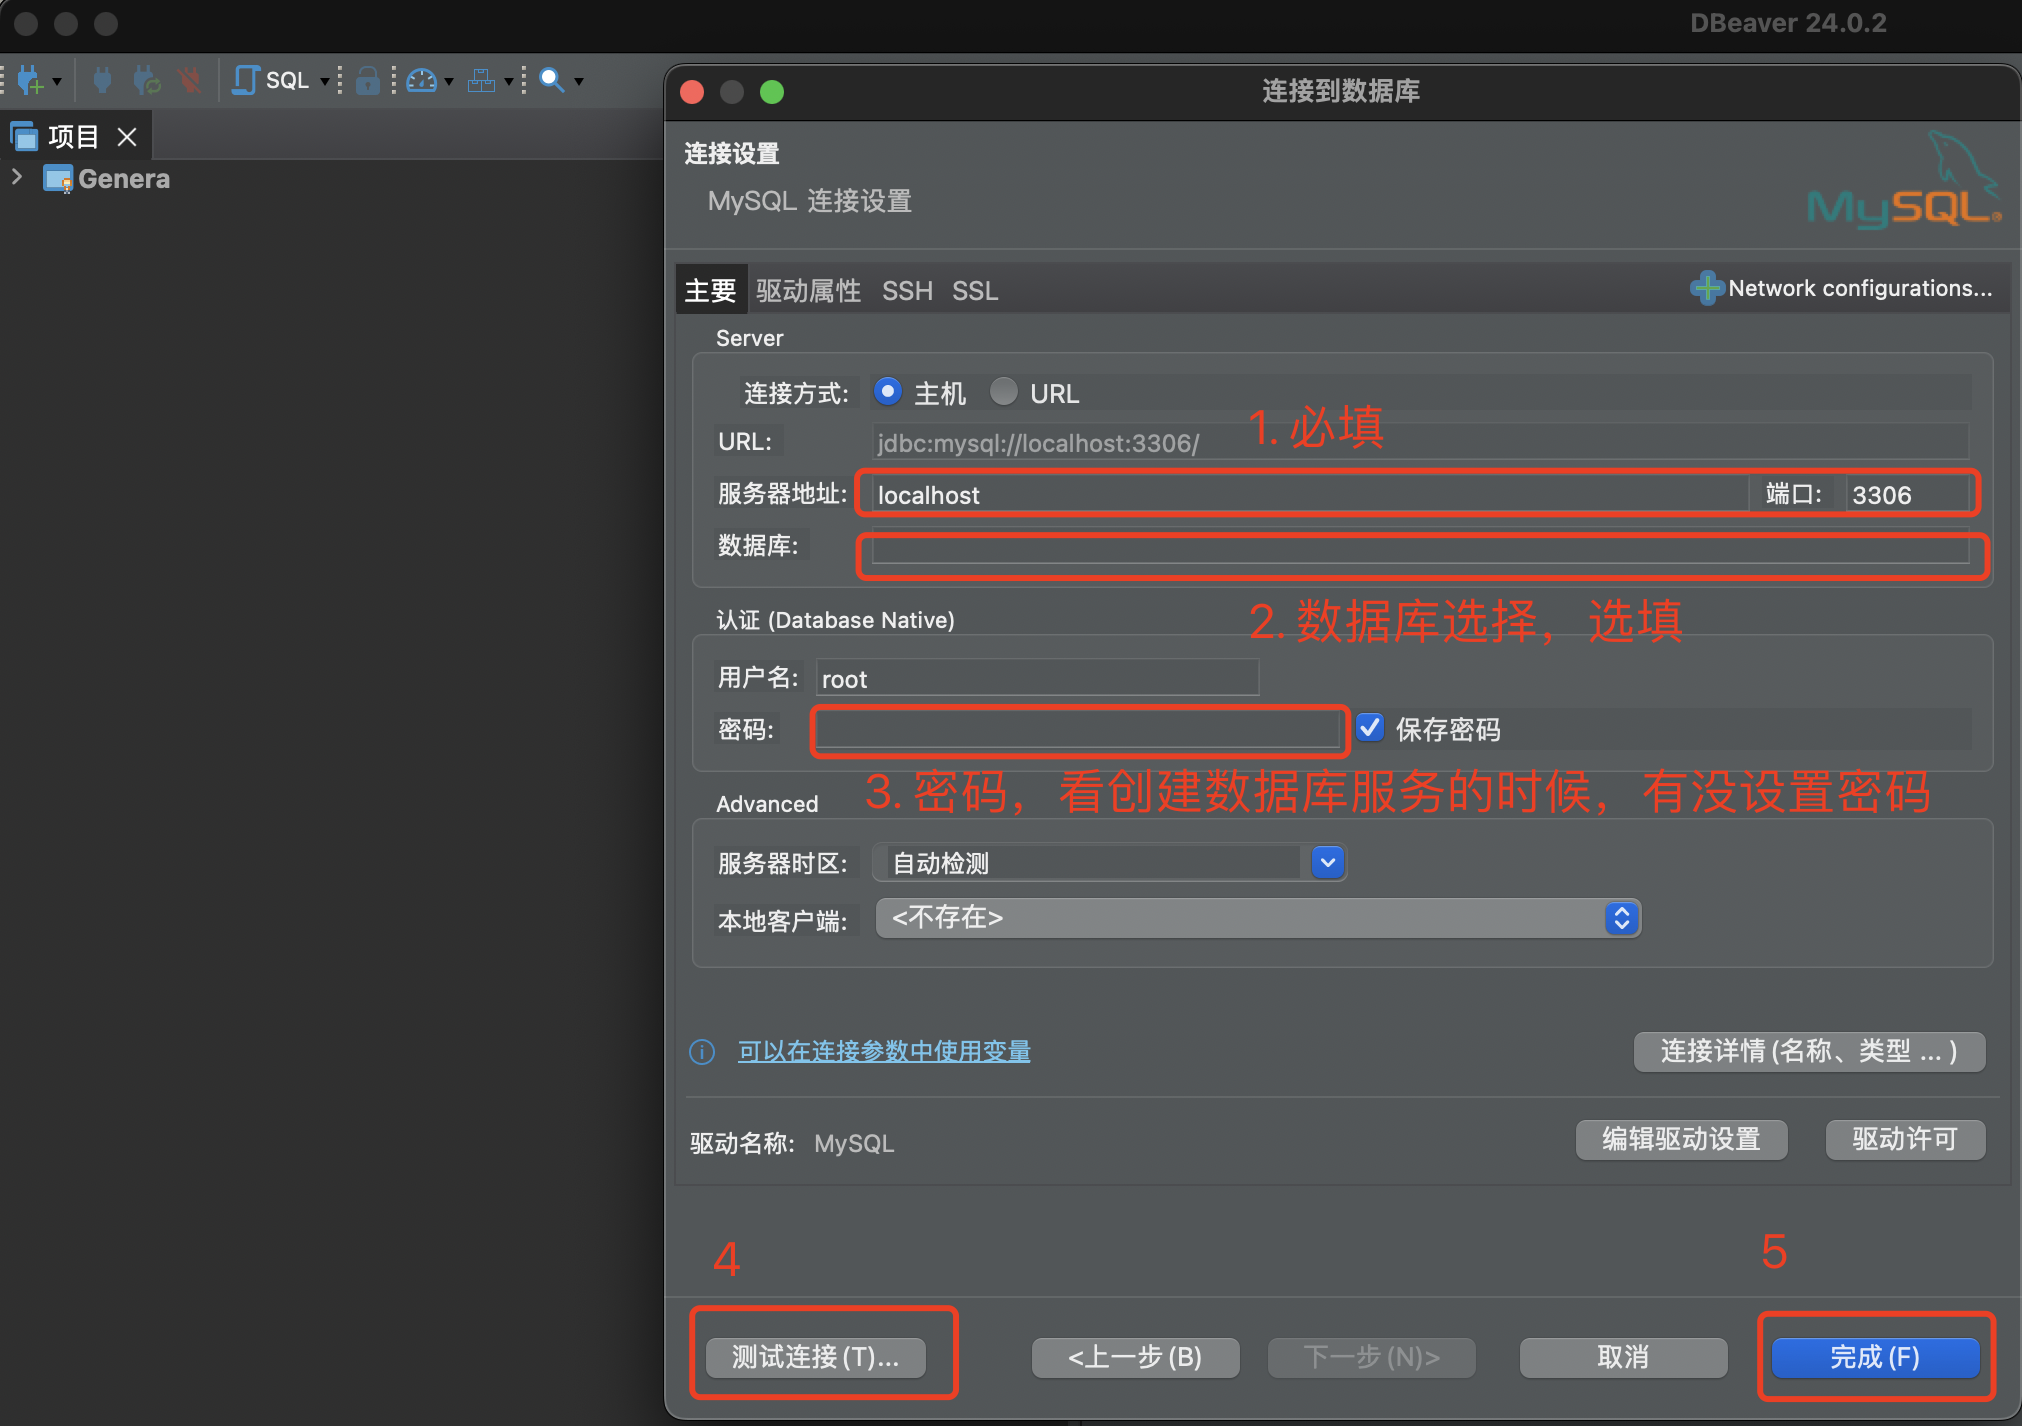 DBeaver 24.0.2
SQL
连接到数据库
项目
Genera
连接设置
MySQL 连接设置
MySQL
主要 驱动属性 SSH SSL
Network configurations...
Server
连接方式: 主机 URL
1. 必填
URL: jdbc:mysql://localhost:3306/
服务器地址: localhost 端口: 3306
数据库:
2. 数据库选择，选填
认证 (Database Native)
用户名: root
密码: 保存密码
3. 密码，看创建数据库服务的时候，有没设置密码
Advanced
服务器时区: 自动检测
本地客户端: <不存在>
可以在连接参数中使用变量
连接详情(名称、类型 ... )
驱动名称: MySQL
编辑驱动设置 驱动许可
4 5
测试连接(T)... <上一步(B) 下一步(N)> 取消 完成(F)